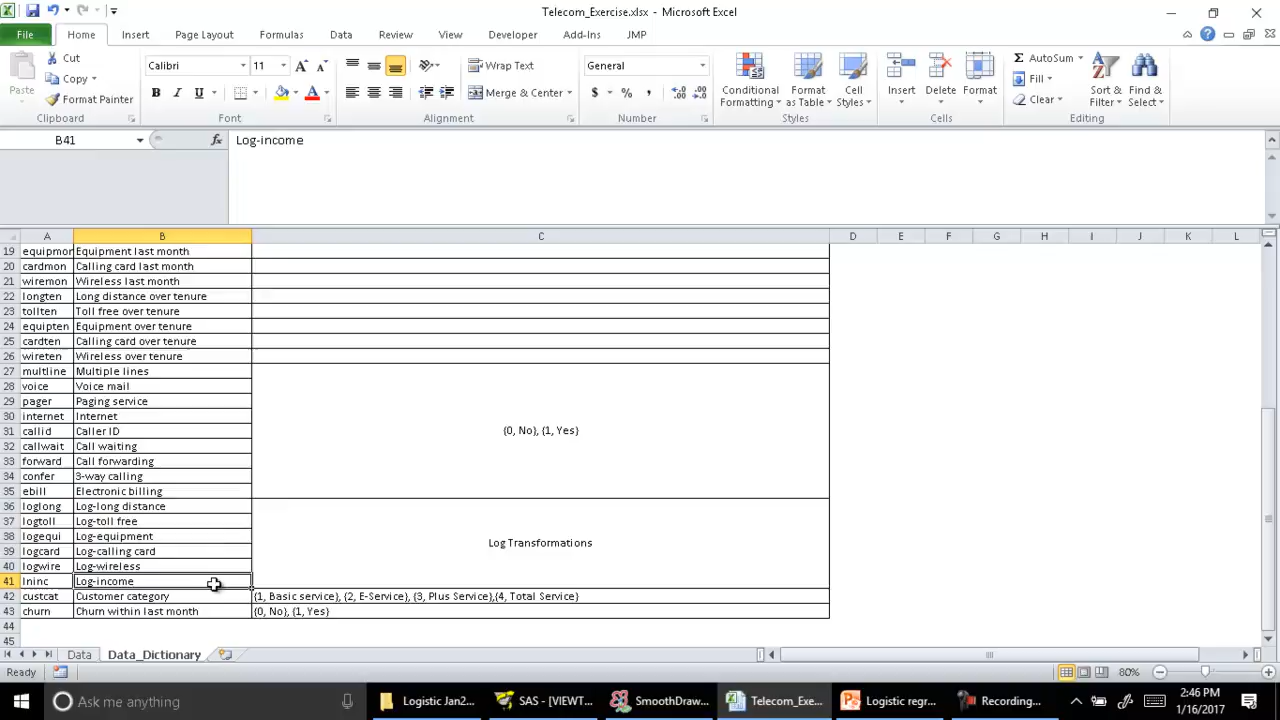 Telecom_Exercise.xlsx - Microsoft Excel
File Home Insert Page Layout Formulas Data Review View Developer Add-Ins JMP
Paste
Cut
Copy
Format Painter
Clipboard
Calibri 11
B I U A A A
Font
Wrap Text
Merge & Center
Alignment
General
$ % ,
Number
Conditional Formatting
Format as Table
Cell Styles
Styles
Insert Delete Format
Cells
Σ AutoSum
Fill
Clear
Sort & Filter
Find & Select
Editing
B41 fx Log-income
A B C D E F G H I J K L
19 equipmor Equipment last month
20 cardmon Calling card last month
21 wiremon Wireless last month
22 longten Long distance over tenure
23 tollten Toll free over tenure
24 equipten Equipment over tenure
25 cardten Calling card over tenure
26 wireten Wireless over tenure
27 multline Multiple lines
28 voice Voice mail
29 pager Paging service
30 internet Internet
31 callid Caller ID {0, No}, {1, Yes}
32 callwait Call waiting
33 forward Call forwarding
34 confer 3-way calling
35 ebill Electronic billing
36 loglong Log-long distance
37 logtoll Log-toll free
38 logequi Log-equipment
Log Transformations
39 logcard Log-calling card
40 logwire Log-wireless
41 lninc Log-income
42 custcat Customer category {1, Basic service}, {2, E-Service}, {3, Plus Service},{4, Total Service}
43 churn Churn within last month {0, No}, {1, Yes}
44
45
Data Data_Dictionary
Ready 80%
Ask me anything Logistic Jan2... SAS - [VIEWT... SmoothDraw... Telecom_Exe... Logistic regr... Recording... 2:46 PM
1/16/2017